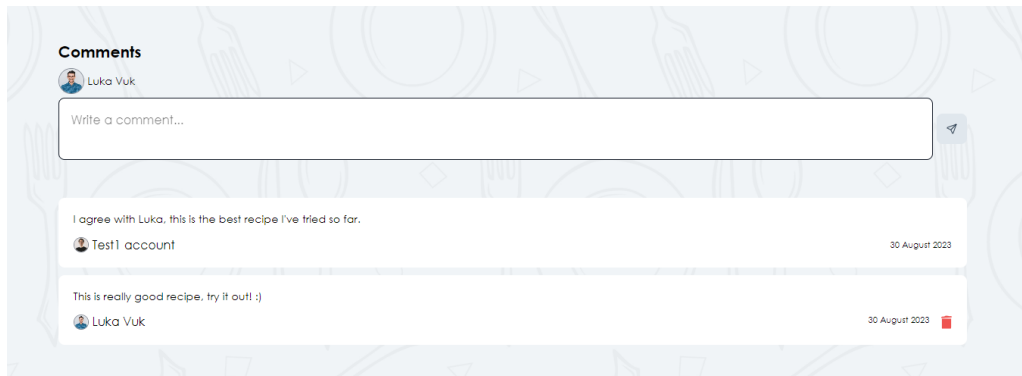 Comments
Luka Vuk
Write a comment...
I agree with Luka, this is the best recipe I've tried so far.
Test1 account
30 August 2023
This is really good recipe, try it out! :)
Luka Vuk
30 August 2023